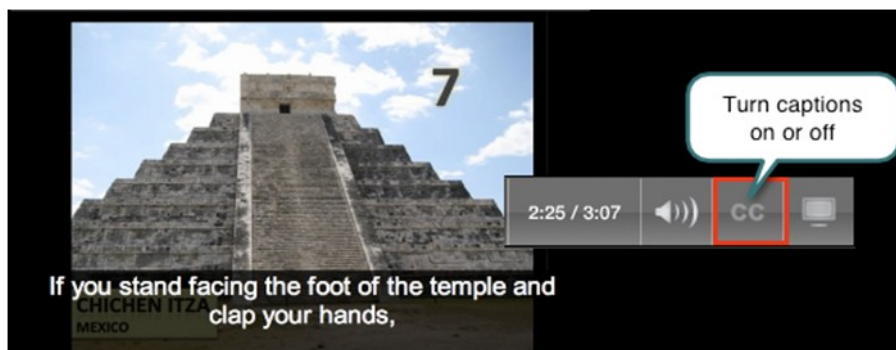 7
Turn captions
on or off
2:25 / 3:07
CC
If you stand facing the foot of the temple and
clap your hands,
CHICHEN ITZA
MEXICO